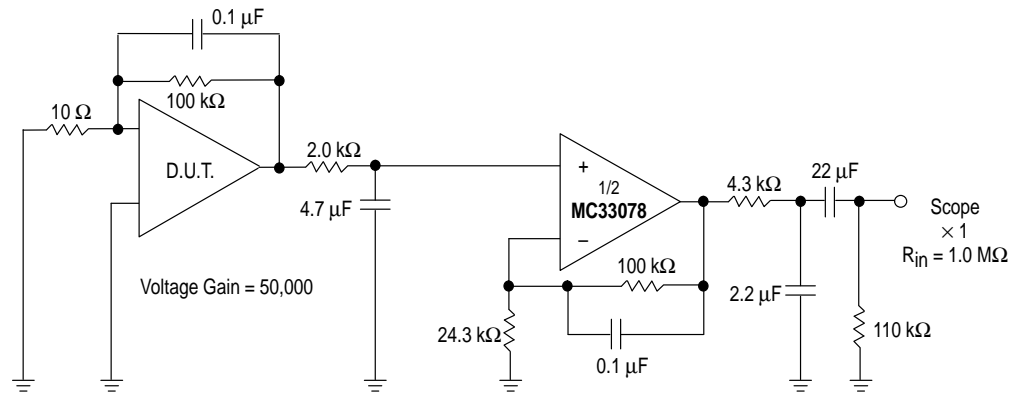 0.1 µF
100 kΩ
10 Ω
D.U.T.
2.0 kΩ
4.7 µF
+
1/2
MC33078
−
4.3 kΩ
22 µF
Scope
× 1
Rin = 1.0 MΩ
Voltage Gain = 50,000
100 kΩ
2.2 µF
24.3 kΩ
0.1 µF
110 kΩ